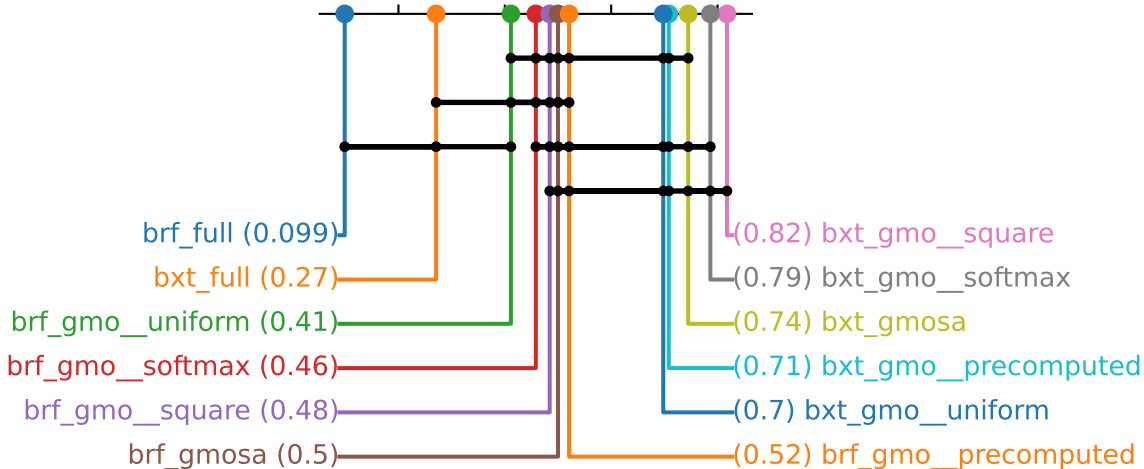 brf_full (0.099)
(0.82) bxt_gmo__square
bxt_full (0.27)
(0.79) bxt_gmo__softmax
brf_gmo__uniform (0.41)
(0.74) bxt_gmosa
brf_gmo__softmax (0.46)
(0.71) bxt_gmo__precomputed
brf_gmo__square (0.48)
(0.7) bxt_gmo__uniform
brf_gmosa (0.5)
(0.52) brf_gmo__precomputed